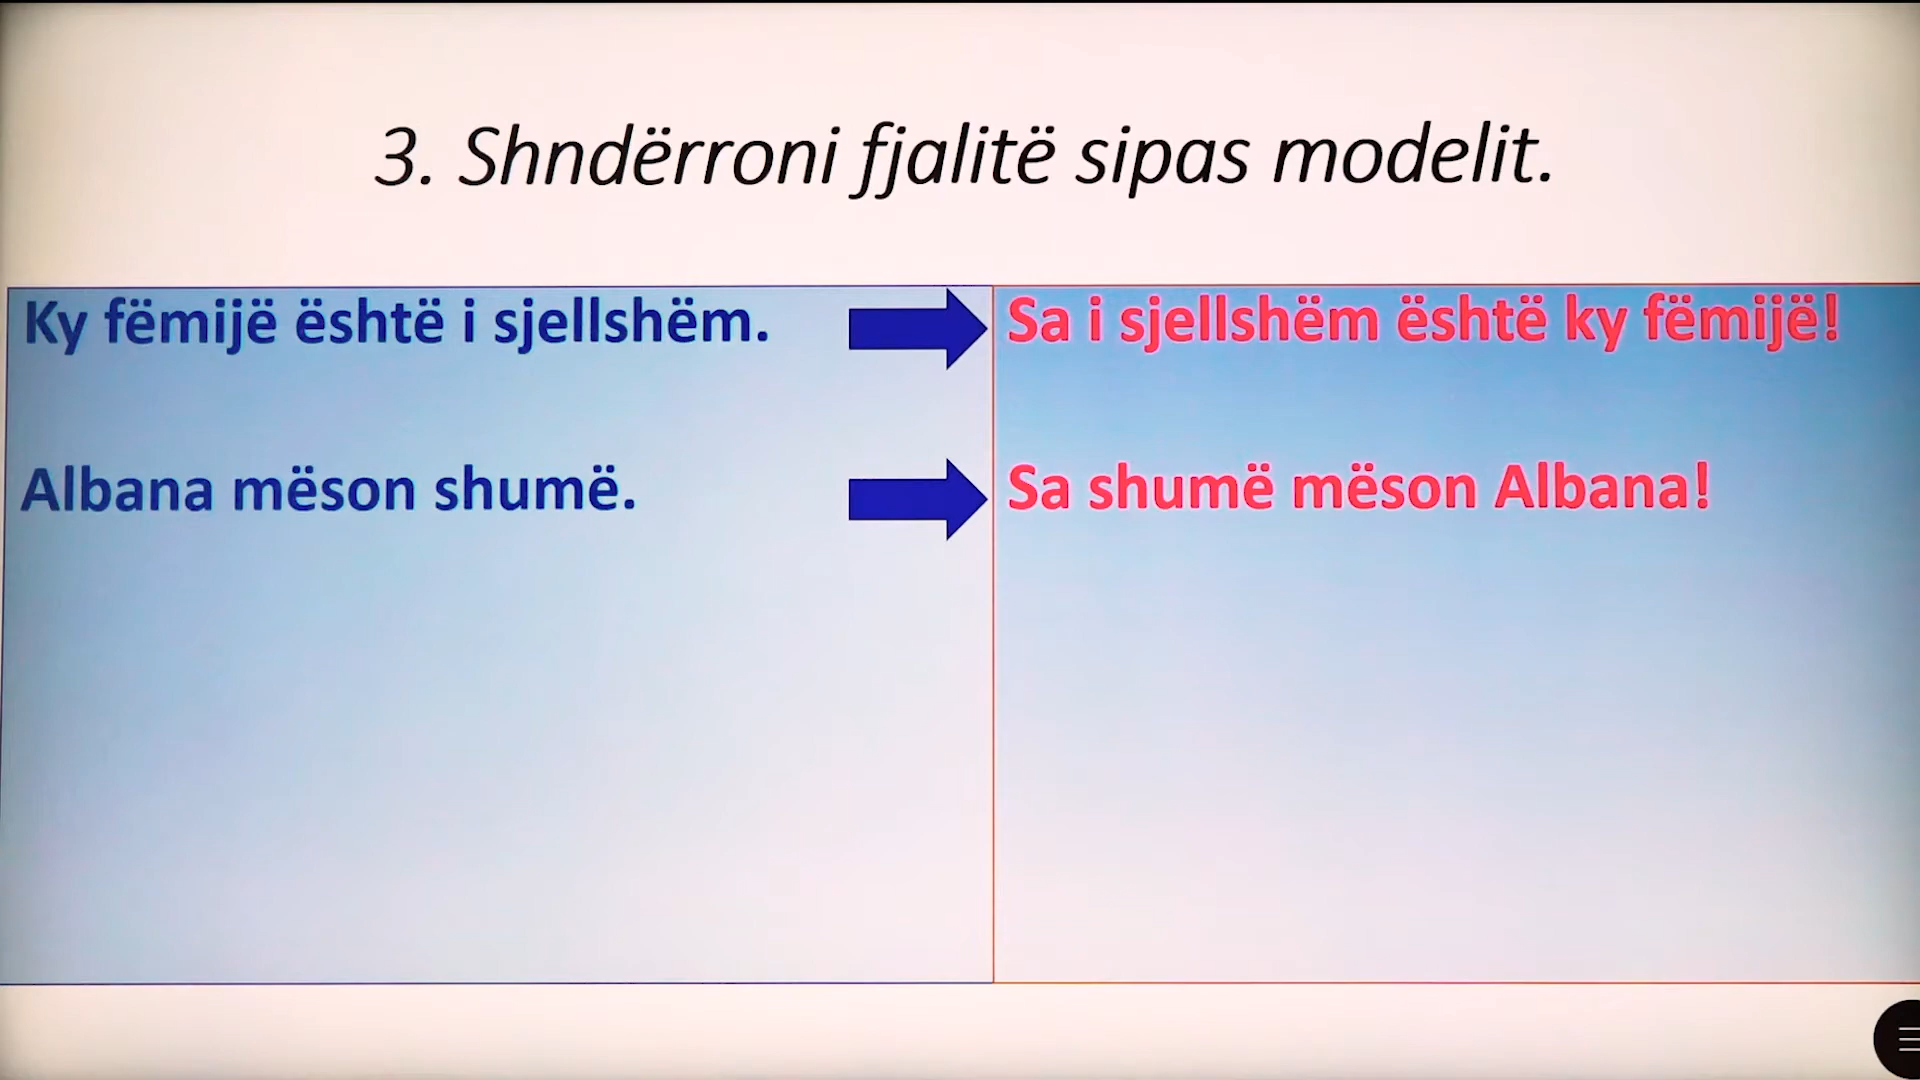 3. Shndërroni fjalitë sipas modelit.
Ky fëmijë është i sjellshëm.
Sa i sjellshëm është ky fëmijë!
Albana mëson shumë.
Sa shumë mëson Albana!